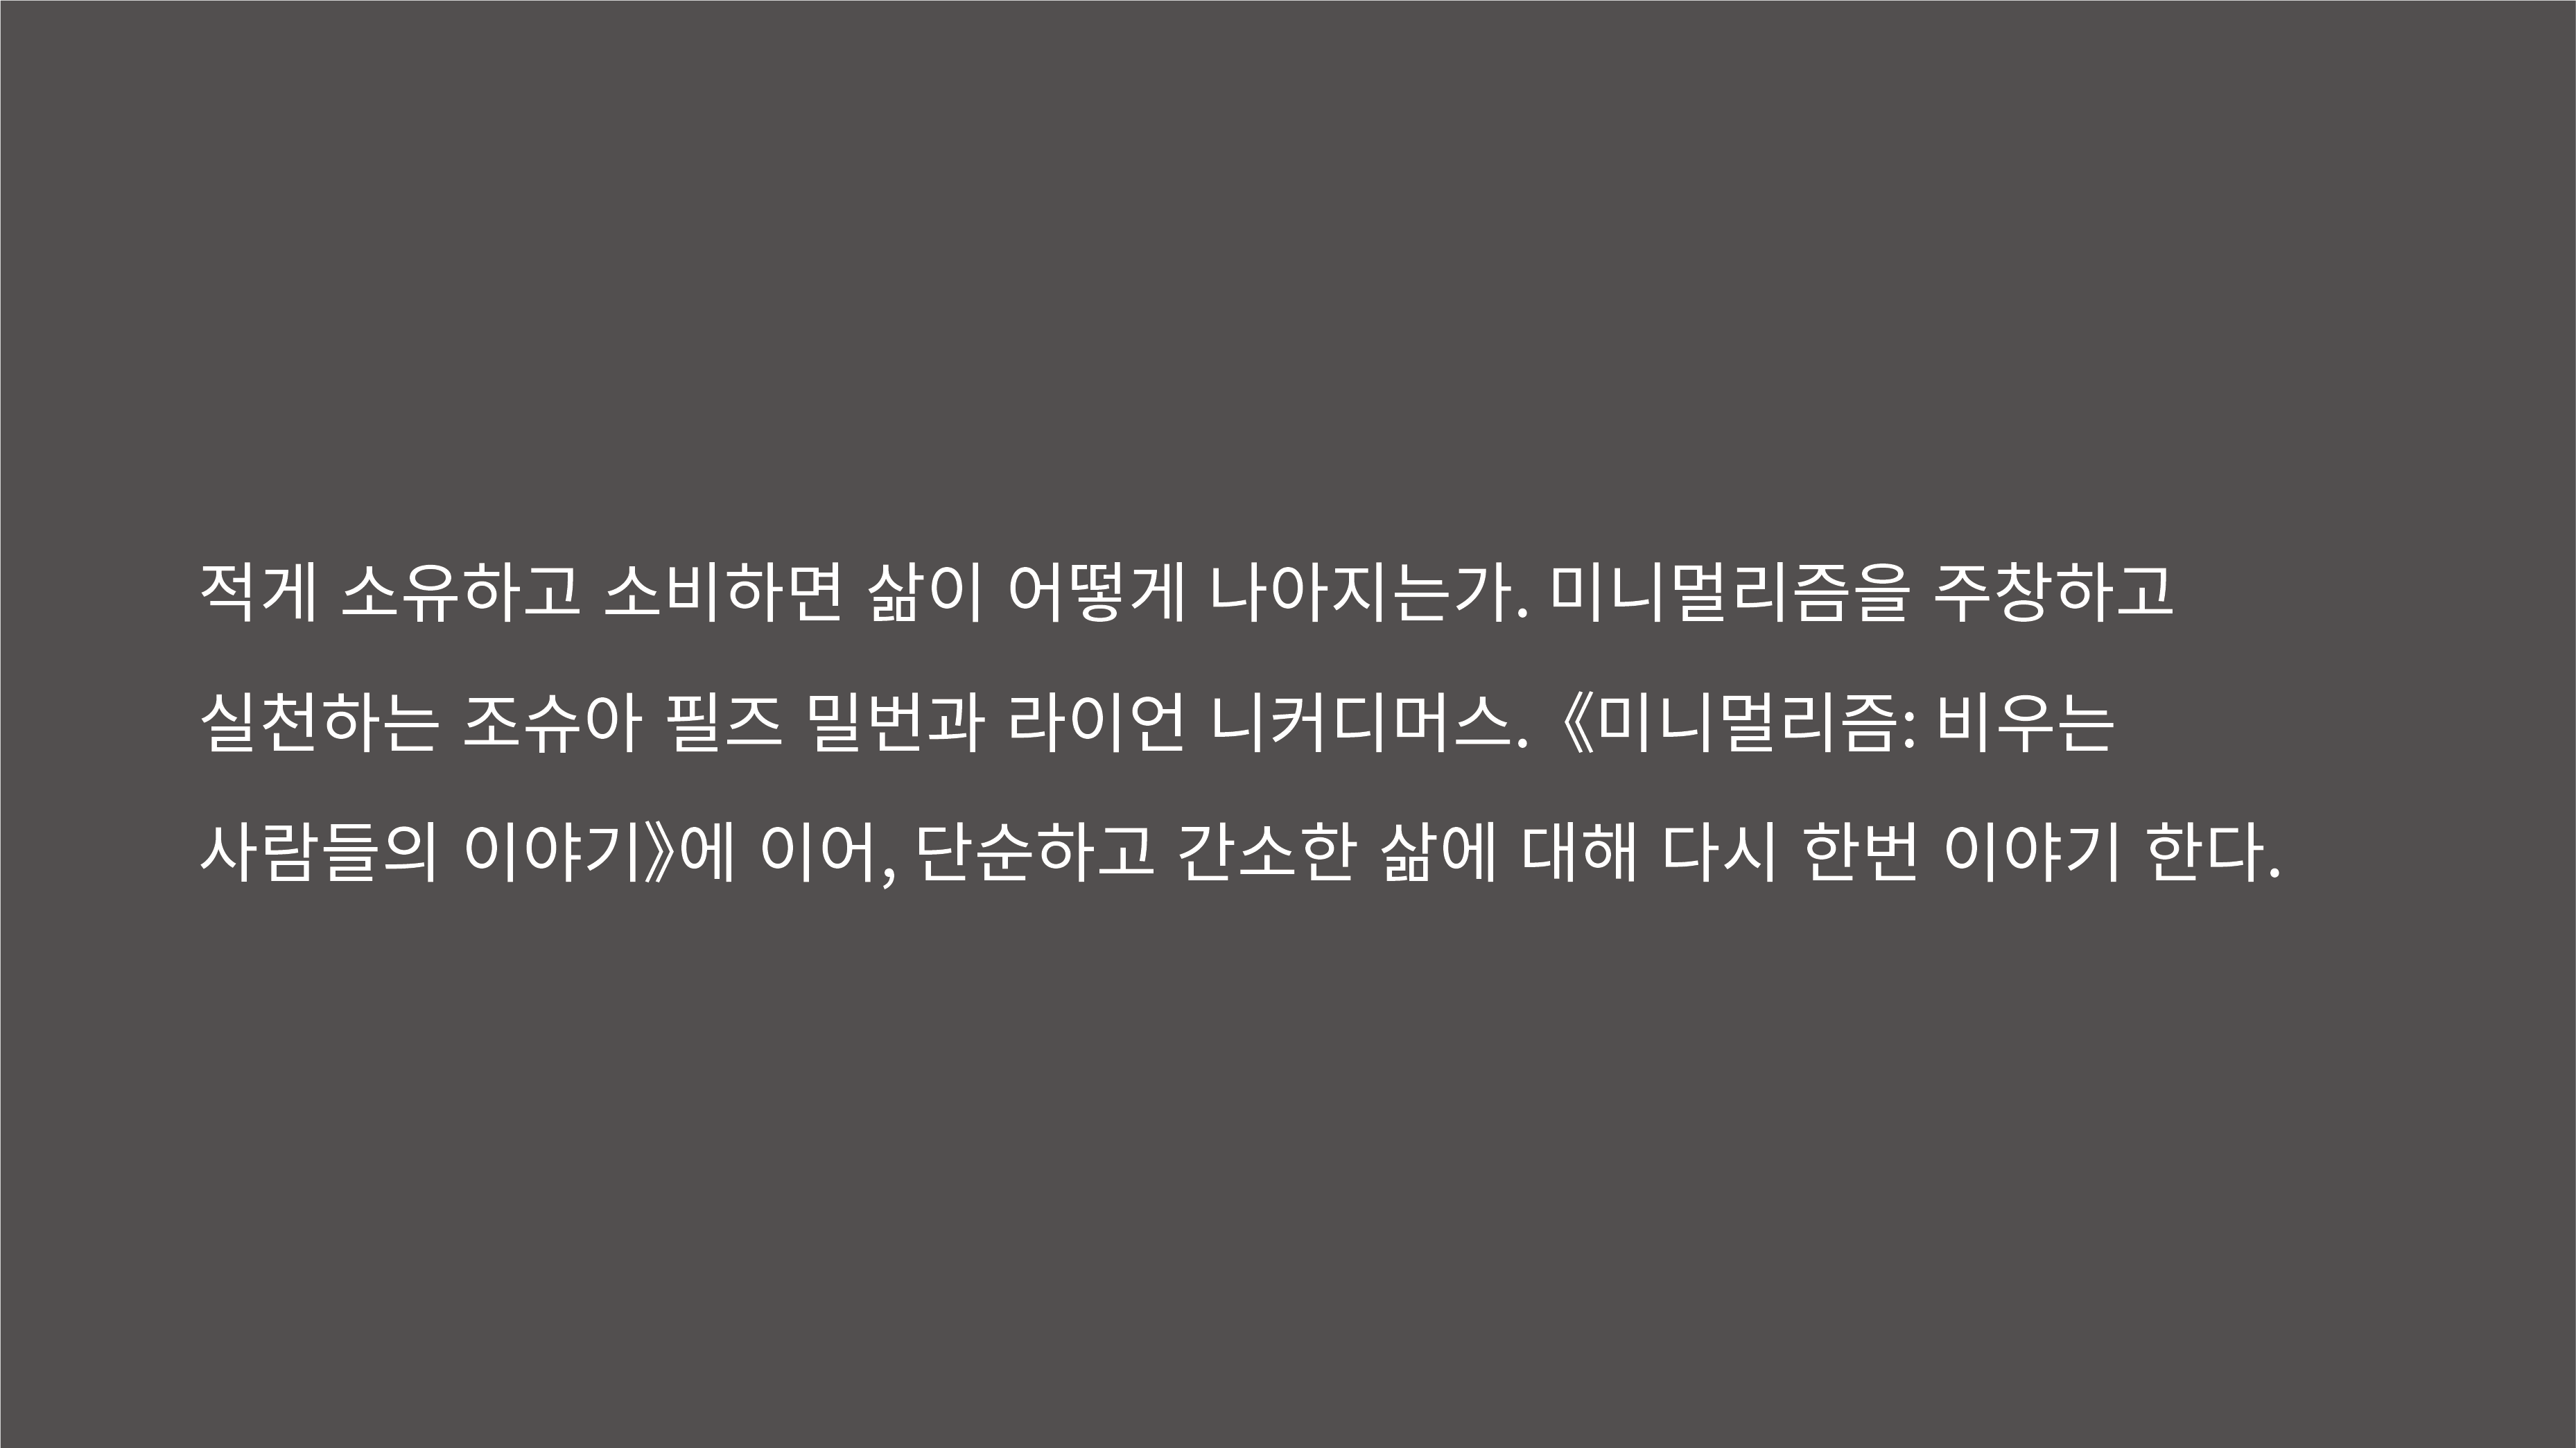 적게 소유하고 소비하면 삶이 어떻게 나아지는가. 미니멀리즘을 주창하고
실천하는 조슈아 필즈 밀번과 라이언 니커디머스. 《미니멀리즘: 비우는
사람들의 이야기》에 이어, 단순하고 간소한 삶에 대해 다시 한번 이야기 한다.